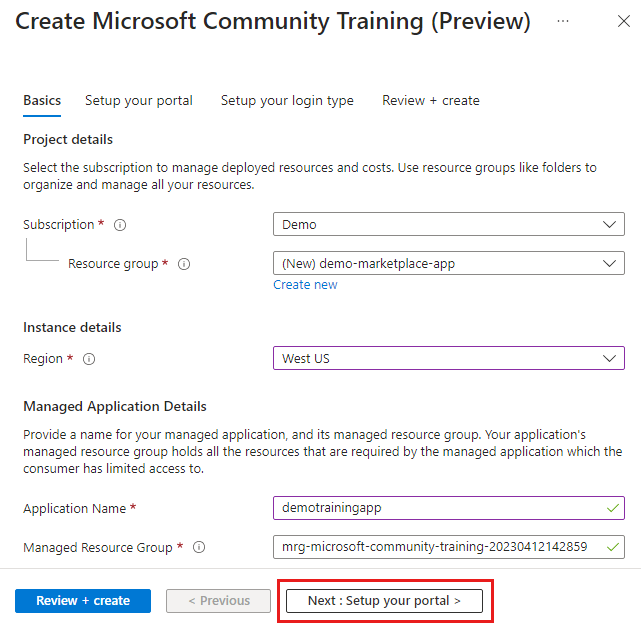 Create Microsoft Community Training (Preview) ...
Basics Setup your portal Setup your login type Review + create
Project details
Select the subscription to manage deployed resources and costs. Use resource groups like folders to
organize and manage all your resources.
Subscription * Demo
Resource group * (New) demo-marketplace-app
Create new
Instance details
Region * West US
Managed Application Details
Provide a name for your managed application, and its managed resource group. Your application's
managed resource group holds all the resources that are required by the managed application which the
consumer has limited access to.
Application Name * demotrainingapp
Managed Resource Group * mrg-microsoft-community-training-20230412142859
Review + create < Previous Next : Setup your portal >